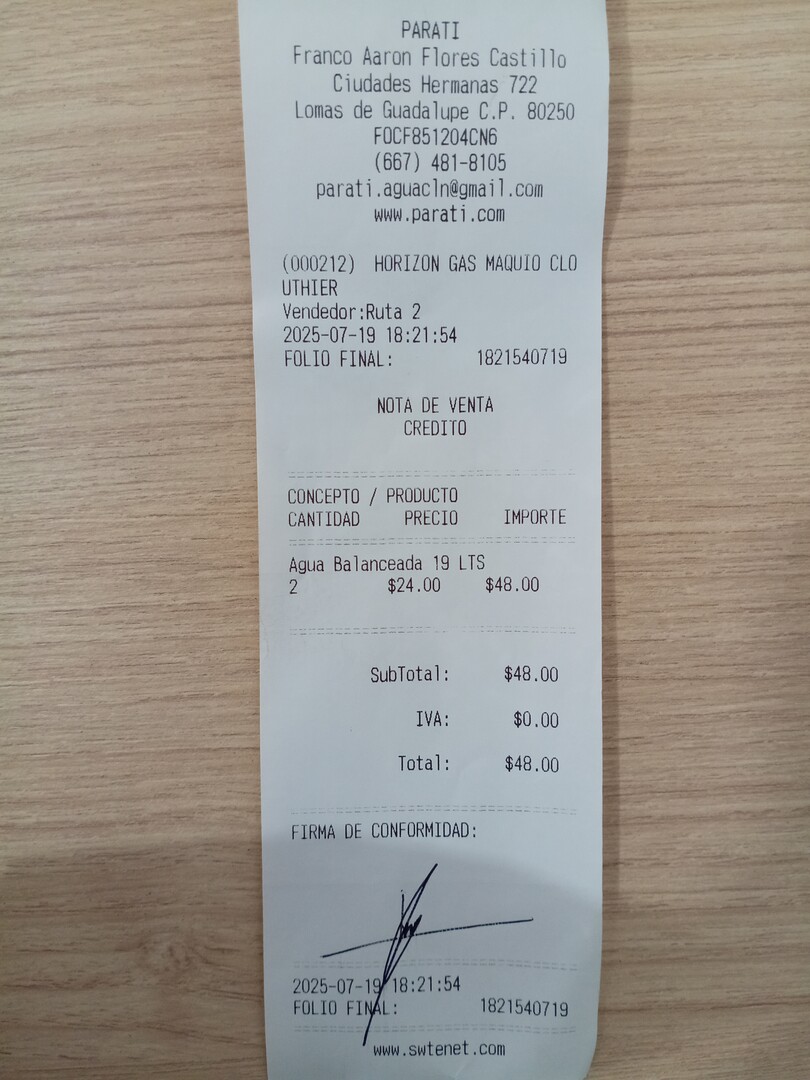 PARATI
Franco Aaron Flores Castillo
Ciudades Hermanas 722
Lomas de Guadalupe C.P. 80250
FOCF851204CN6
(667) 481-8105
parati.aguacln@gmail.com
www.parati.com
(000212) HORIZON GAS MAQUIO CLO
UTHIER
Vendedor:Ruta 2
2025-07-19 18:21:54
FOLIO FINAL: 1821540719
NOTA DE VENTA
CREDITO
CONCEPTO / PRODUCTO
CANTIDAD PRECIO IMPORTE
Agua Balanceada 19 LTS
2 $24.00 $48.00
SubTotal: $48.00
IVA: $0.00
Total: $48.00
FIRMA DE CONFORMIDAD:
2025-07-19 18:21:54
FOLIO FINAL: 1821540719
www.swtenet.com